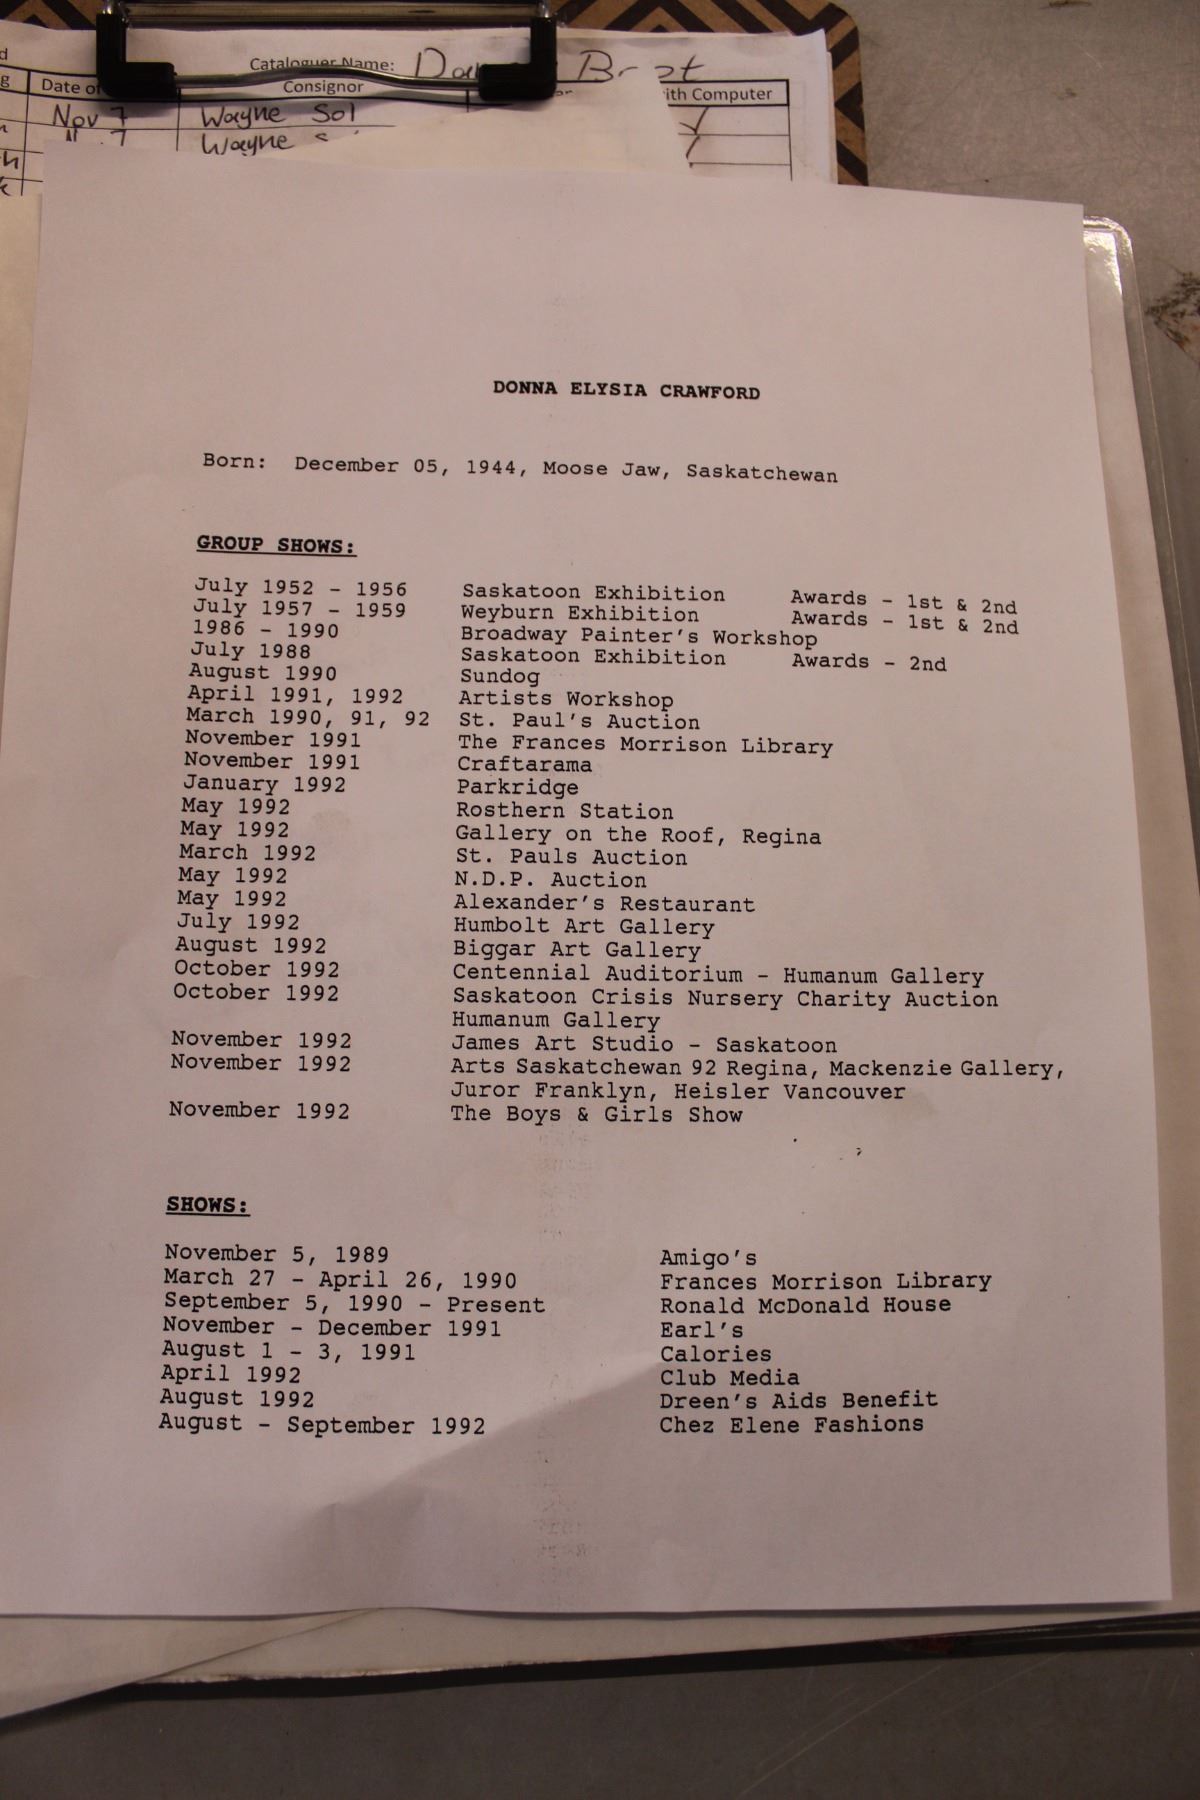 Cataloguer Name:
Date of
Consignor
ith Computer
Nov 7 Wayne Sol
Wayne
DONNA ELYSIA CRAWFORD
Born: December 05, 1944, Moose Jaw, Saskatchewan
GROUP SHOWS:
July 1952 - 1956 Saskatoon Exhibition Awards - 1st & 2nd
July 1957 - 1959 Weyburn Exhibition Awards - 1st & 2nd
1986 - 1990 Broadway Painter's Workshop
July 1988 Saskatoon Exhibition Awards - 2nd
August 1990 Sundog
April 1991, 1992 Artists Workshop
March 1990, 91, 92 St. Paul's Auction
November 1991 The Frances Morrison Library
November 1991 Craftarama
January 1992 Parkridge
May 1992 Rosthern Station
May 1992 Gallery on the Roof, Regina
March 1992 St. Pauls Auction
May 1992 N.D.P. Auction
May 1992 Alexander's Restaurant
July 1992 Humbolt Art Gallery
August 1992 Biggar Art Gallery
October 1992 Centennial Auditorium - Humanum Gallery
October 1992 Saskatoon Crisis Nursery Charity Auction
Humanum Gallery
November 1992 James Art Studio - Saskatoon
November 1992 Arts Saskatchewan 92 Regina, Mackenzie Gallery,
Juror Franklyn, Heisler Vancouver
November 1992 The Boys & Girls Show
SHOWS:
November 5, 1989 Amigo's
March 27 - April 26, 1990 Frances Morrison Library
September 5, 1990 - Present Ronald McDonald House
November - December 1991 Earl's
August 1 - 3, 1991 Calories
April 1992 Club Media
August 1992 Dreen's Aids Benefit
August - September 1992 Chez Elene Fashions